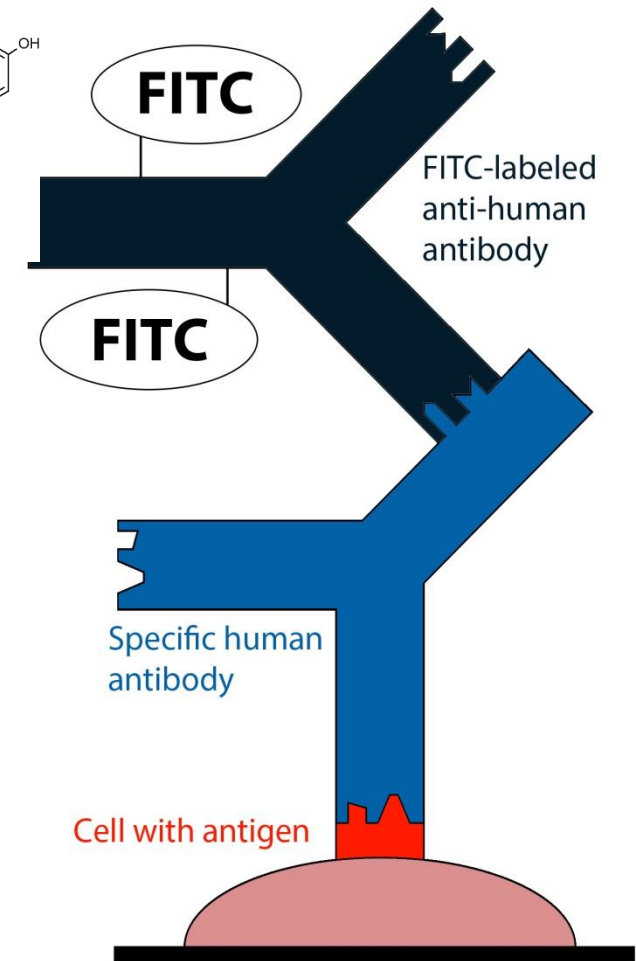 OH
FITC
FITC-labeled
anti-human
antibody
FITC
Specific human
antibody
Cell with antigen